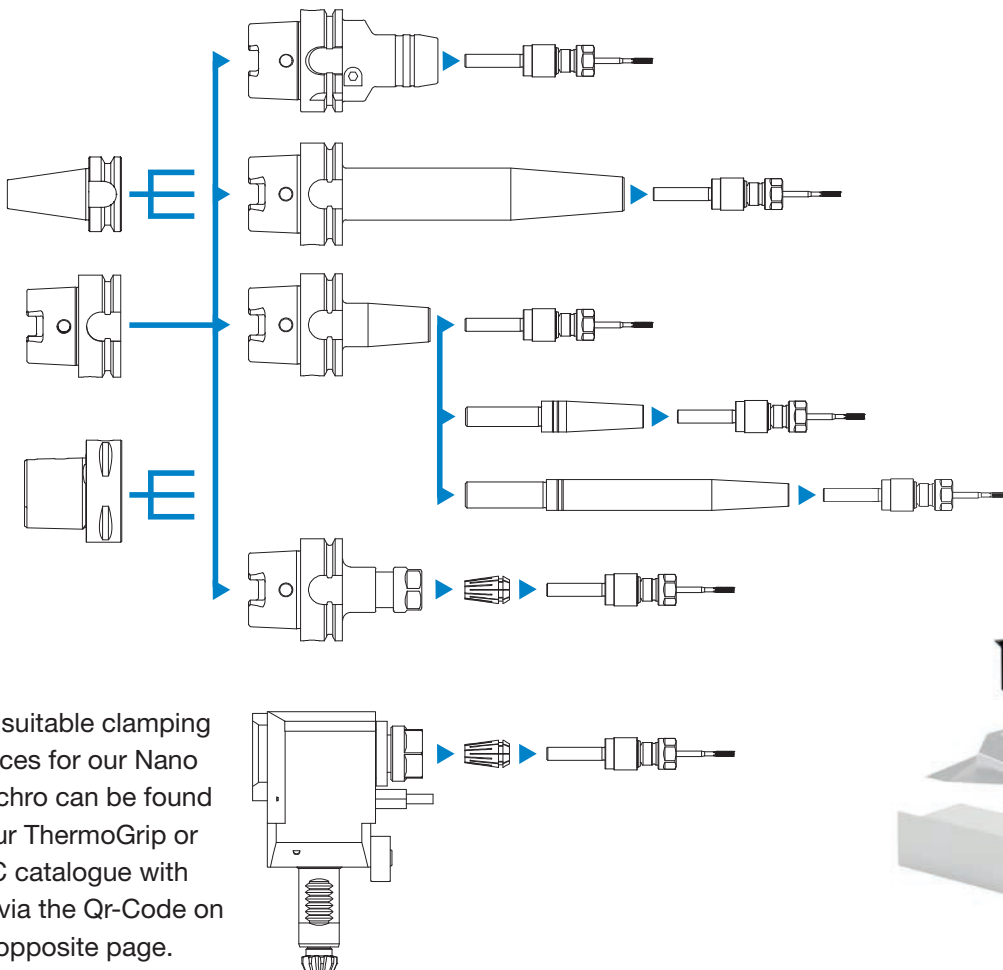 suitable clamping
ces for our Nano
chro can be found
ur ThermoGrip or
C catalogue with
via the Qr-Code on
opposite page.